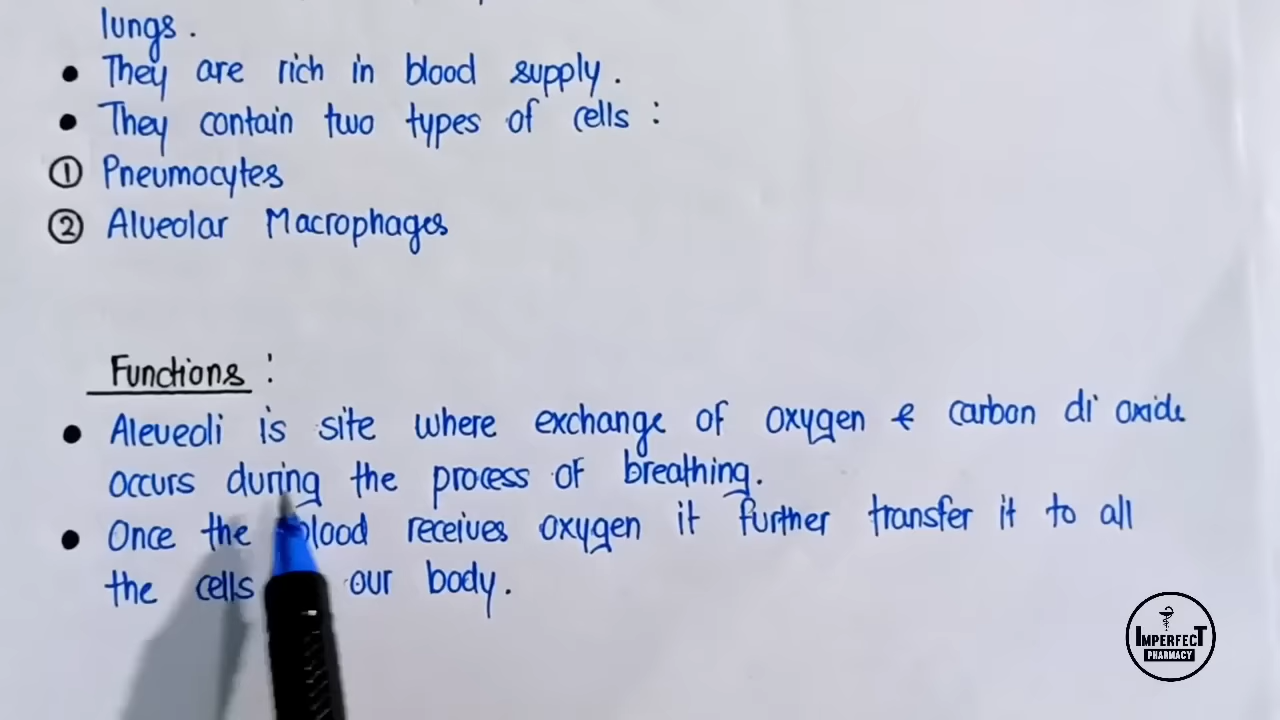 lungs.
• They are rich in blood supply.
• They contain two types of cells :
① Pneumocytes
② Alveolar Macrophages
Functions :
• Aleveoli is site where exchange of oxygen & carbon di oxide
occurs during the process of breathing.
• Once the blood receives oxygen it further transfer it to all
the cells our body.
IMPERFECT
PHARMACY